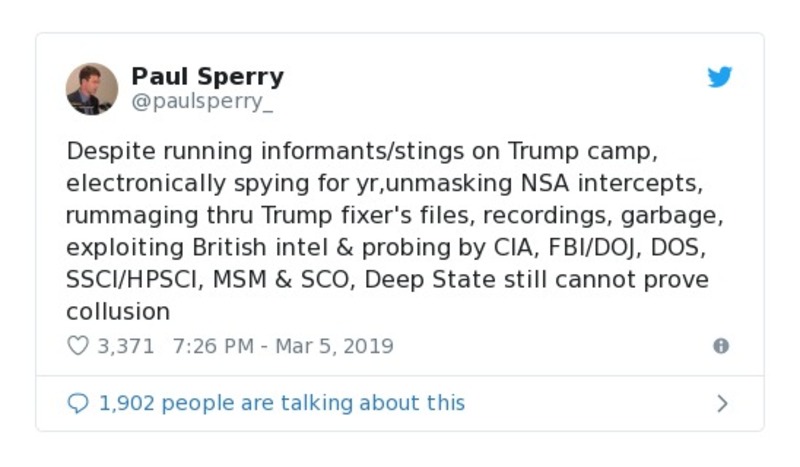 Paul Sperry
@paulsperry_
Despite running informants/stings on Trump camp,
electronically spying for yr,unmasking NSA intercepts,
rummaging thru Trump fixer's files, recordings, garbage,
exploiting British intel & probing by CIA, FBI/DOJ, DOS,
SSCI/HPSCI, MSM & SCO, Deep State still cannot prove
collusion
3,371 7:26 PM - Mar 5, 2019
1,902 people are talking about this